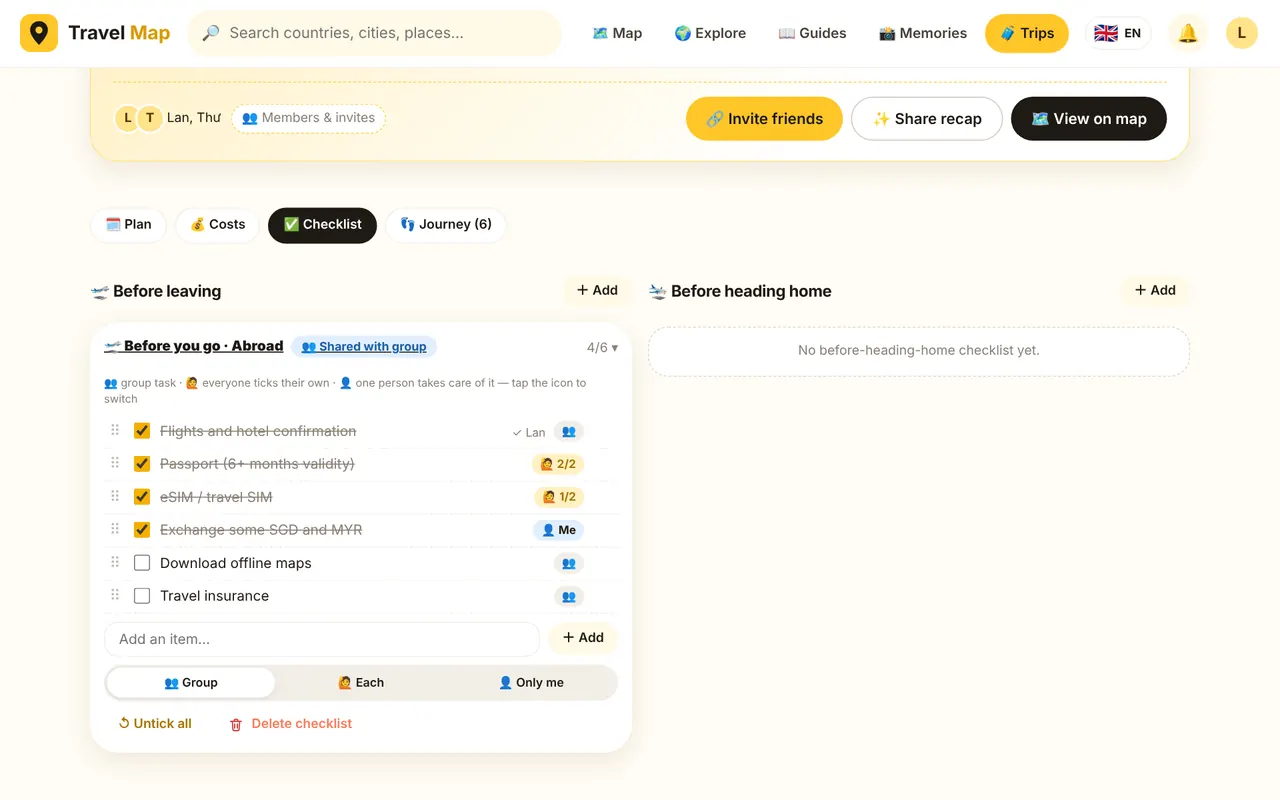 Travel Map
🔎 Search countries, cities, places...
🗺️ Map
🌍 Explore
📖 Guides
📸 Memories
🧳 Trips
🇬🇧 EN
🔔
L
L T Lan, Thư
👥 Members & invites
🔗 Invite friends
✨ Share recap
🗺️ View on map
🗓️ Plan
💰 Costs
✅ Checklist
👣 Journey (6)
🛫 Before leaving
+ Add
🛫 Before you go · Abroad
👥 Shared with group
4/6 ▾
👥 group task · 🙋 everyone ticks their own · 👤 one person takes care of it — tap the icon to
switch
Flights and hotel confirmation ✓ Lan 👥
Passport (6+ months validity) 🙋 2/2
eSIM / travel SIM 🙋 1/2
Exchange some SGD and MYR 👤 Me
Download offline maps 👥
Travel insurance 👥
Add an item...
+ Add
👥 Group
🙋 Each
👤 Only me
↺ Untick all
Delete checklist
🛬 Before heading home
+ Add
No before-heading-home checklist yet.